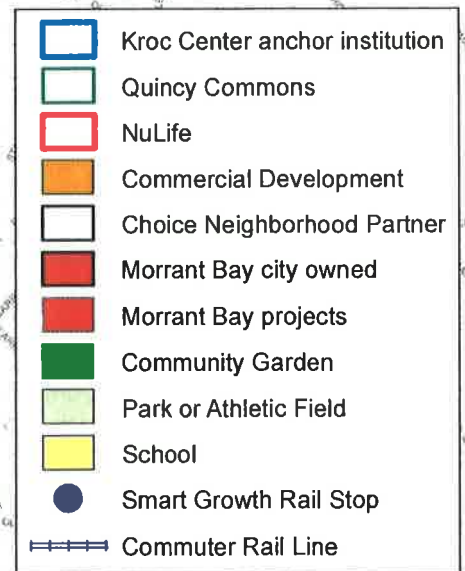 Kroc Center anchor institution
Quincy Commons
NuLife
Commercial Development
Choice Neighborhood Partner
Morrant Bay city owned
Morrant Bay projects
Community Garden
Park or Athletic Field
School
Smart Growth Rail Stop
Commuter Rail Line